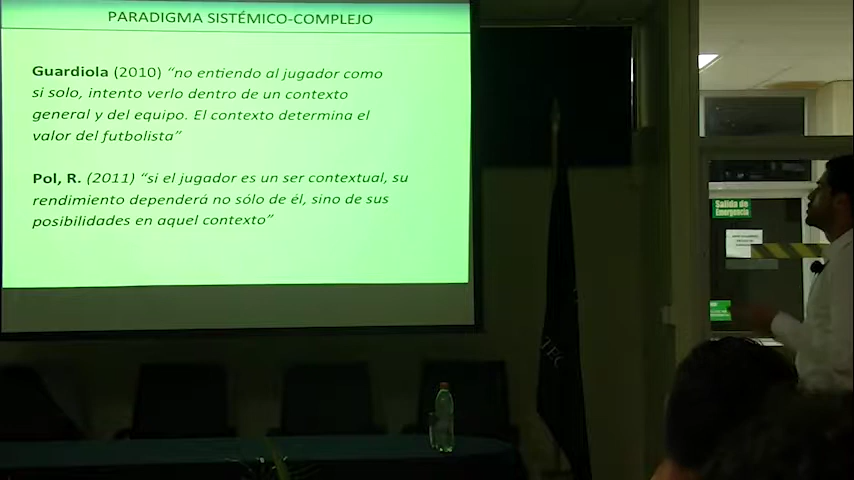 PARADIGMA SISTÉMICO-COMPLEJO
Guardiola (2010) “no entiendo al jugador como
si solo, intento verlo dentro de un contexto
general y del equipo. El contexto determina el
valor del futbolista”
Pol, R. (2011) “si el jugador es un ser contextual, su
rendimiento dependerá no sólo de él, sino de sus
posibilidades en aquel contexto”
Salida de
Emergencia